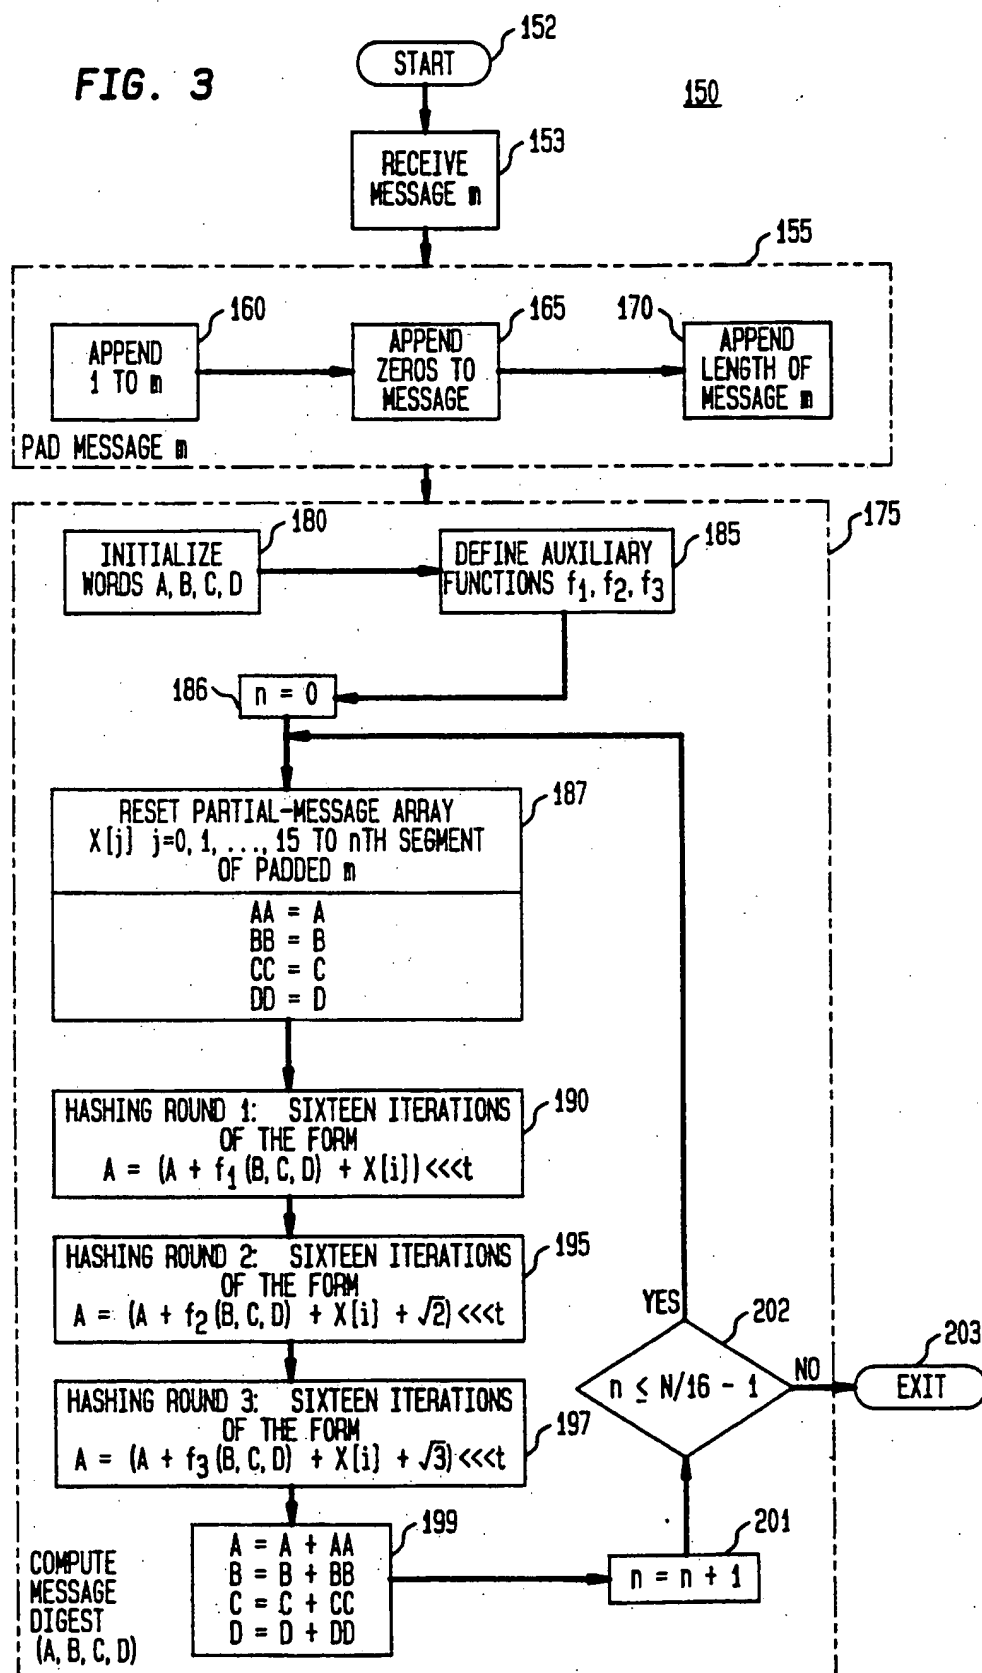 FIG. 3
150
START
152
RECEIVE
MESSAGE m
153
155
APPEND
1 TO m
160
APPEND
ZEROS TO
MESSAGE
165
APPEND
LENGTH OF
MESSAGE m
170
PAD MESSAGE m
175
INITIALIZE
WORDS A, B, C, D
180
DEFINE AUXILIARY
FUNCTIONS f₁, f₂, f₃
185
186
n = 0
RESET PARTIAL-MESSAGE ARRAY
X[j] j=0, 1, ..., 15 TO nTH SEGMENT
OF PADDED m
187
AA = A
BB = B
CC = C
DD = D
HASHING ROUND 1: SIXTEEN ITERATIONS
OF THE FORM
A = (A + f₁ (B, C, D) + X[i]) <<<t
190
HASHING ROUND 2: SIXTEEN ITERATIONS
OF THE FORM
A = (A + f₂ (B, C, D) + X[i] + √2) <<<t
195
HASHING ROUND 3: SIXTEEN ITERATIONS
OF THE FORM
A = (A + f₃ (B, C, D) + X[i] + √3) <<<t
197
A = A + AA
B = B + BB
C = C + CC
D = D + DD
199
n = n + 1
201
n ≤ N/16 - 1
202
YES
NO
EXIT
203
COMPUTE
MESSAGE
DIGEST
(A, B, C, D)